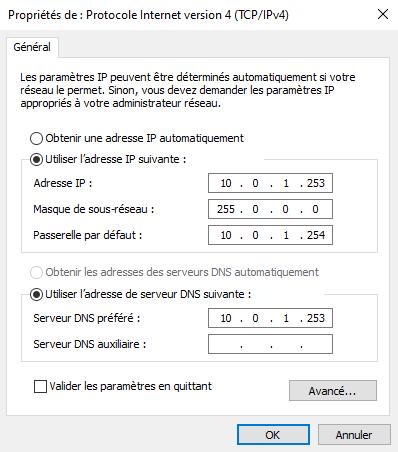 Propriétés de : Protocole Internet version 4 (TCP/IPv4)
Général
Les paramètres IP peuvent être déterminés automatiquement si votre
réseau le permet. Sinon, vous devez demander les paramètres IP
appropriés à votre administrateur réseau.
Obtenir une adresse IP automatiquement
Utiliser l'adresse IP suivante :
Adresse IP : 10 . 0 . 1 . 253
Masque de sous-réseau : 255 . 0 . 0 . 0
Passerelle par défaut : 10 . 0 . 1 . 254
Obtenir les adresses des serveurs DNS automatiquement
Utiliser l'adresse de serveur DNS suivante :
Serveur DNS préféré : 10 . 0 . 1 . 253
Serveur DNS auxiliaire : . . .
Valider les paramètres en quittant
Avancé...
OK Annuler